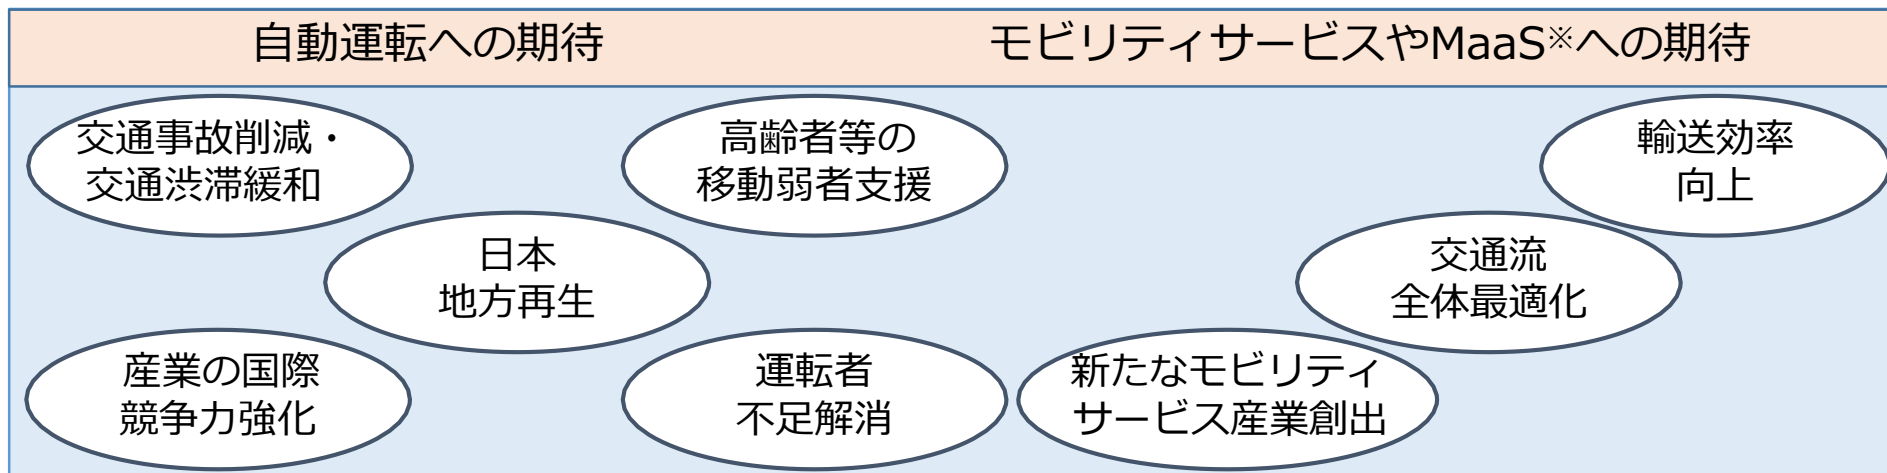 自動運転への期待
モビリティサービスやMaaS※への期待
交通事故削減・
交通渋滞緩和
高齢者等の
移動弱者支援
輸送効率
向上
日本
地方再生
交通流
全体最適化
産業の国際
競争力強化
運転者
不足解消
新たなモビリティ
サービス産業創出